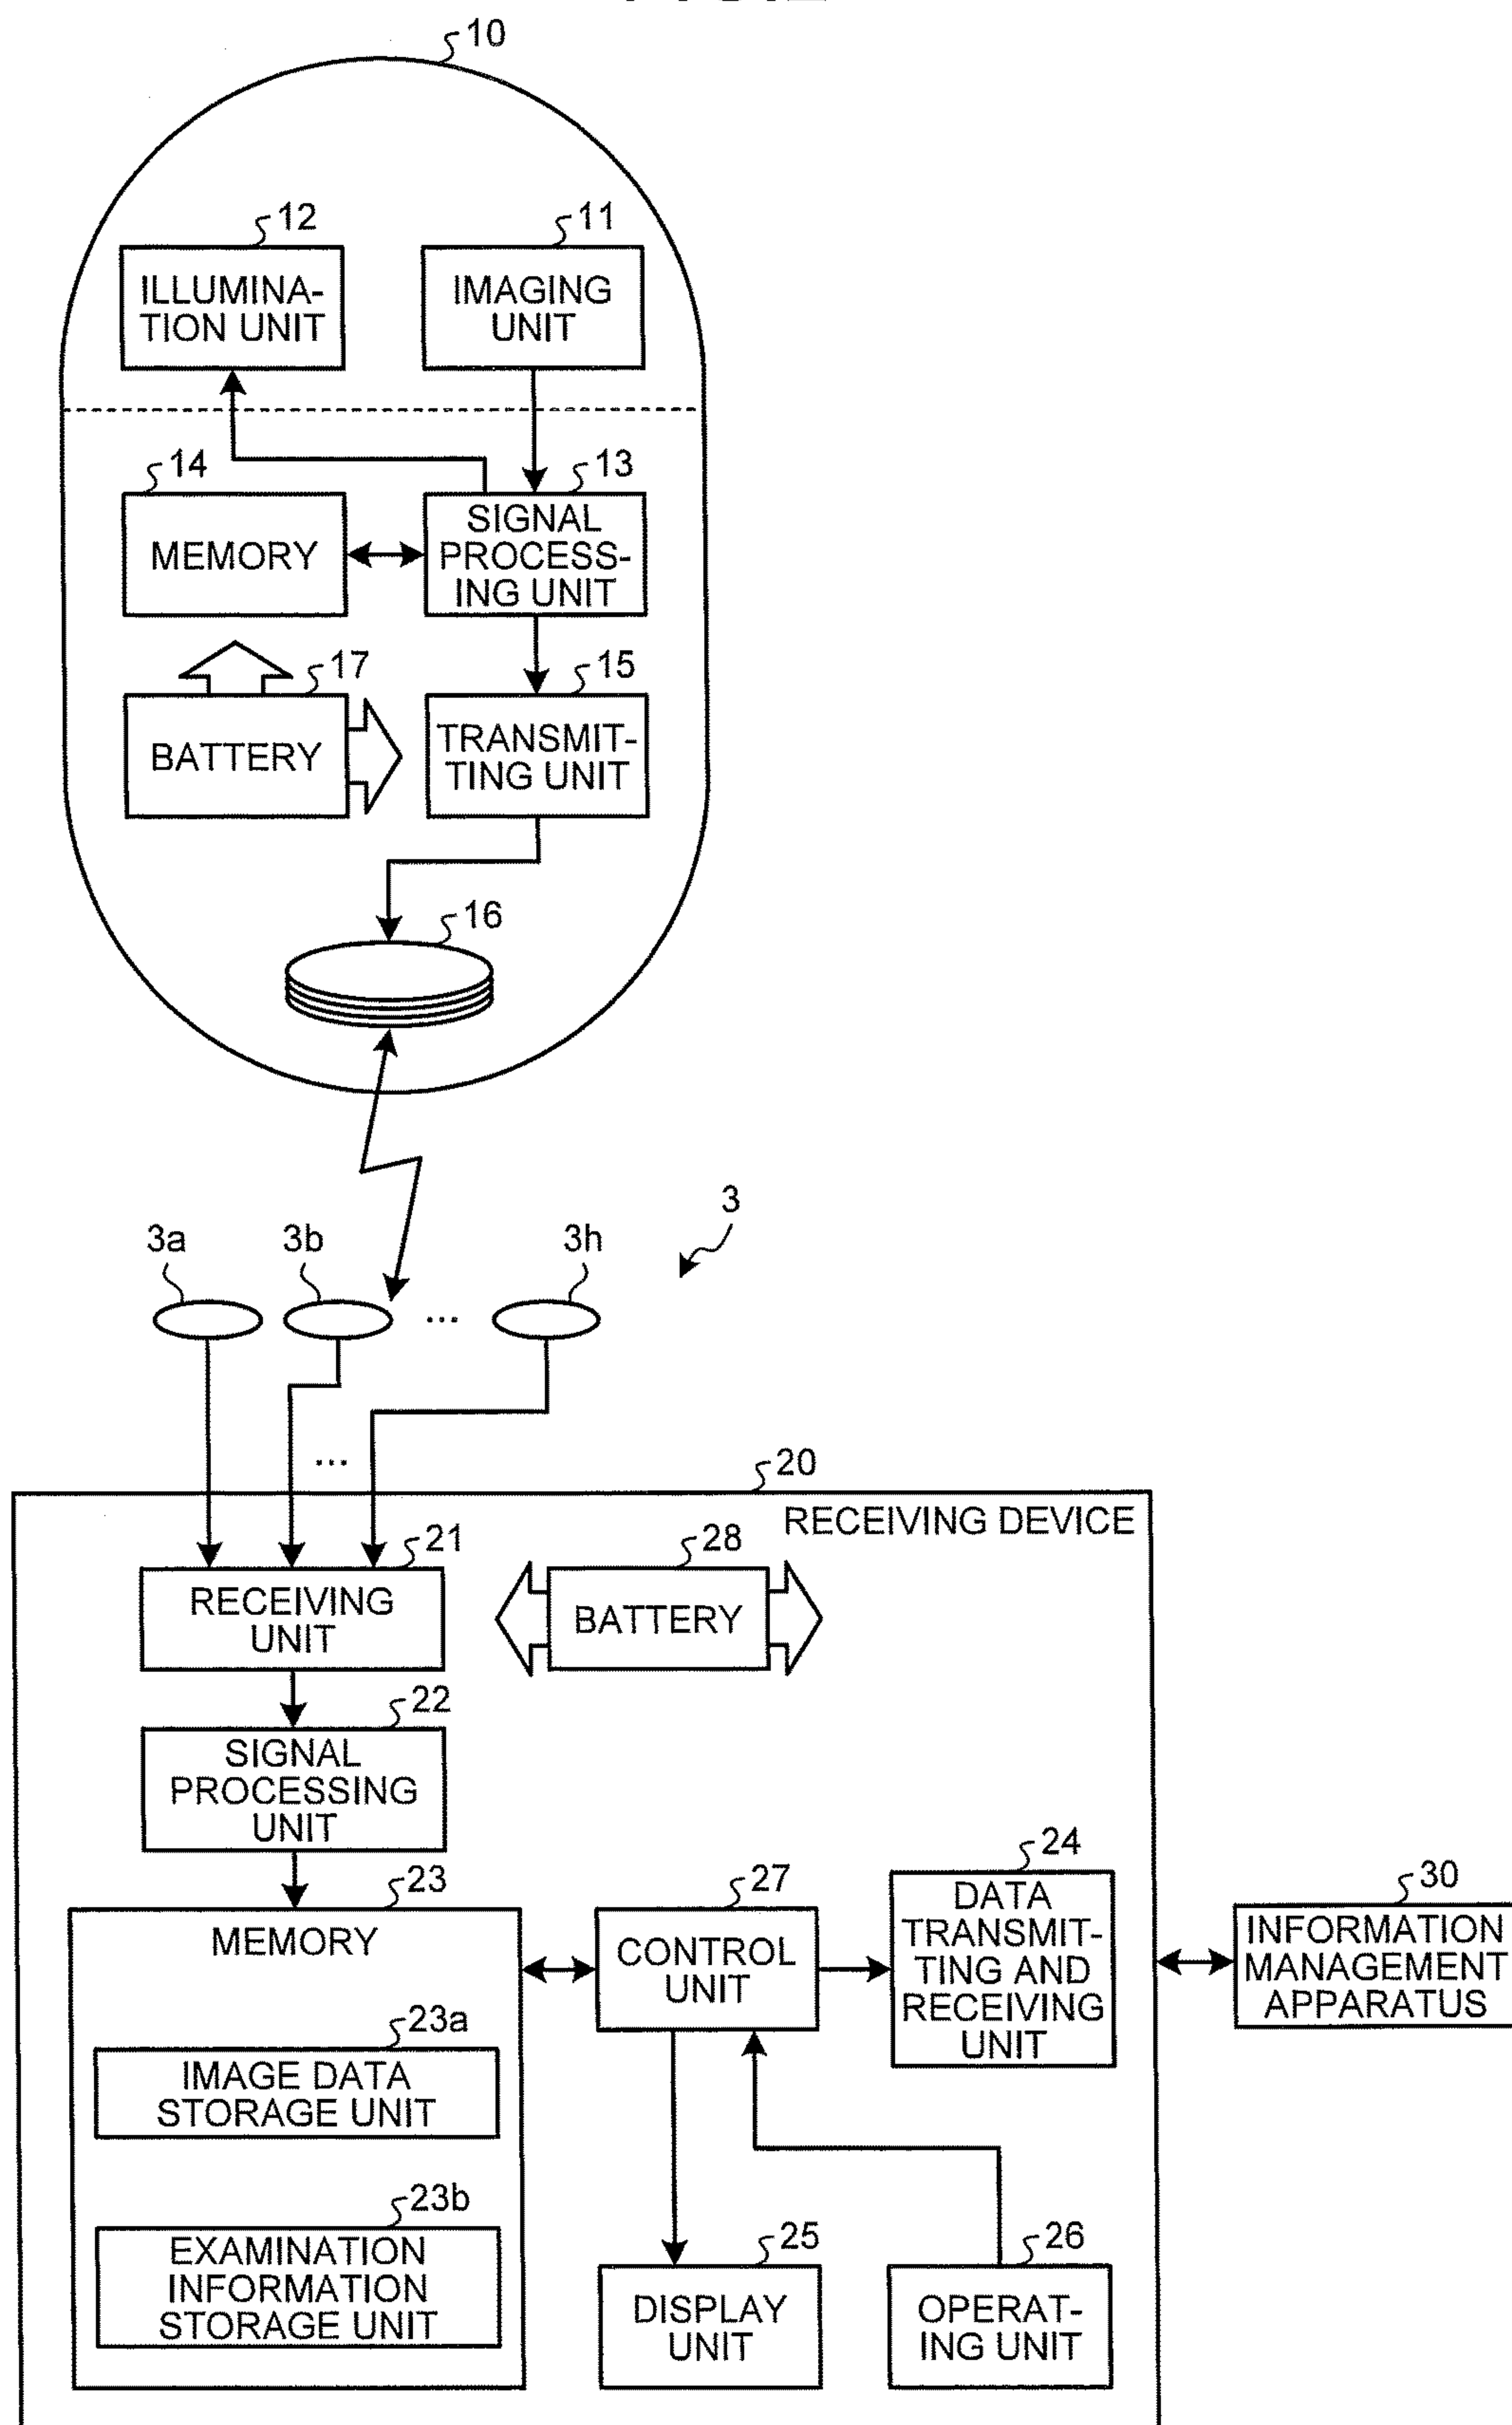 10
12
11
ILLUMINA-
TION UNIT
IMAGING
UNIT
14
13
MEMORY
SIGNAL
PROCESS-
ING UNIT
17
15
BATTERY
TRANSMIT-
TING UNIT
16
3
3a
3b
3h
...
...
20
RECEIVING DEVICE
21
28
RECEIVING
UNIT
BATTERY
22
SIGNAL
PROCESSING
UNIT
23
27
24
30
MEMORY
CONTROL
UNIT
DATA
TRANSMIT-
TING AND
RECEIVING
UNIT
INFORMATION
MANAGEMENT
APPARATUS
23a
IMAGE DATA
STORAGE UNIT
23b
EXAMINATION
INFORMATION
STORAGE UNIT
25
26
DISPLAY
UNIT
OPERAT-
ING UNIT